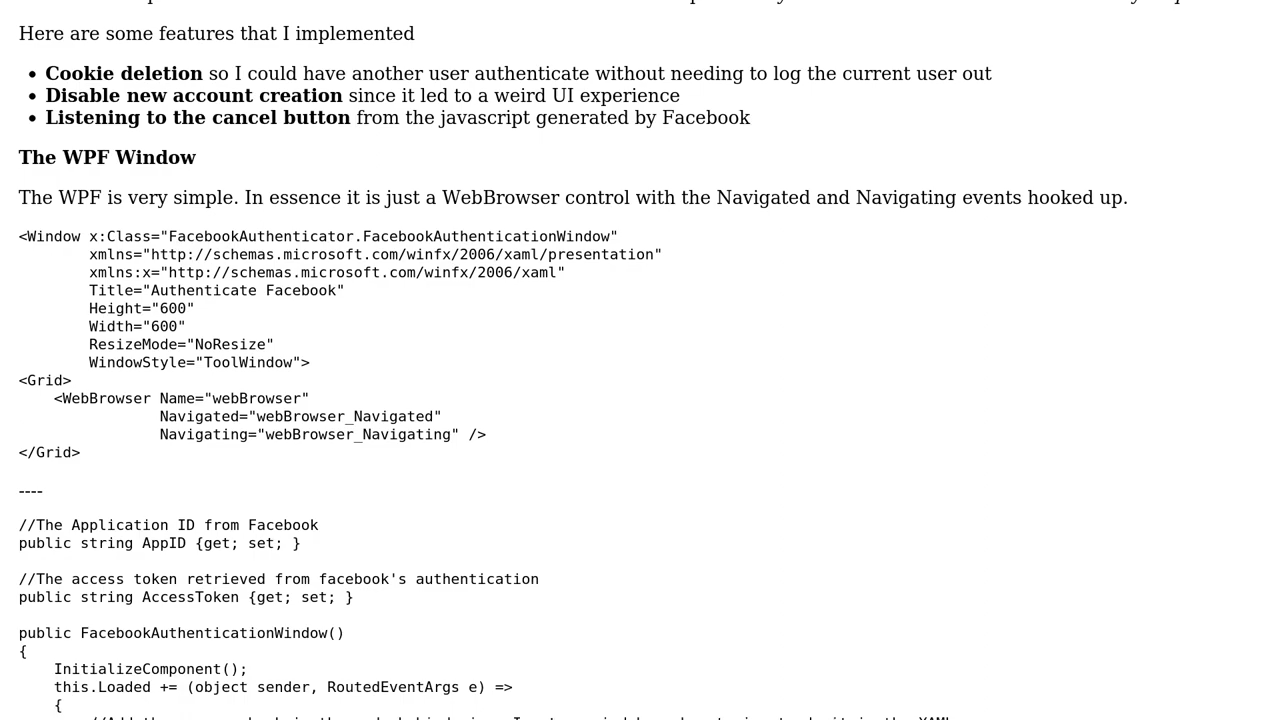 Here are some features that I implemented
• Cookie deletion so I could have another user authenticate without needing to log the current user out
• Disable new account creation since it led to a weird UI experience
• Listening to the cancel button from the javascript generated by Facebook
The WPF Window
The WPF is very simple. In essence it is just a WebBrowser control with the Navigated and Navigating events hooked up.
<Window x:Class="FacebookAuthenticator.FacebookAuthenticationWindow"
        xmlns="http://schemas.microsoft.com/winfx/2006/xaml/presentation"
        xmlns:x="http://schemas.microsoft.com/winfx/2006/xaml"
        Title="Authenticate Facebook"
        Height="600"
        Width="600"
        ResizeMode="NoResize"
        WindowStyle="ToolWindow">
<Grid>
    <WebBrowser Name="webBrowser"
                Navigated="webBrowser_Navigated"
                Navigating="webBrowser_Navigating" />
</Grid>
----
//The Application ID from Facebook
public string AppID {get; set; }
//The access token retrieved from facebook's authentication
public string AccessToken {get; set; }
public FacebookAuthenticationWindow()
{
    InitializeComponent();
    this.Loaded += (object sender, RoutedEventArgs e) =>
    {